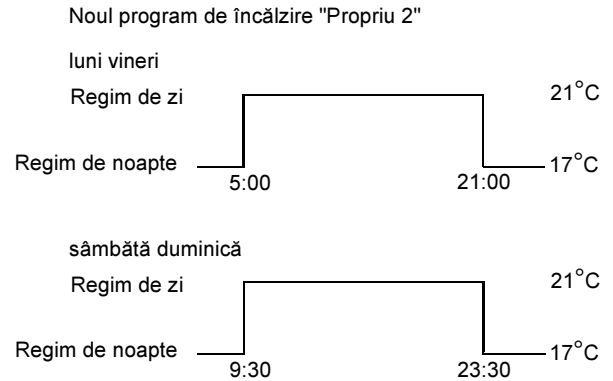 Noul program de încălzire "Propriu 2"
luni vineri
Regim de zi 21°C
Regim de noapte 17°C
5:00 21:00
sâmbătă duminică
Regim de zi 21°C
Regim de noapte 17°C
9:30 23:30